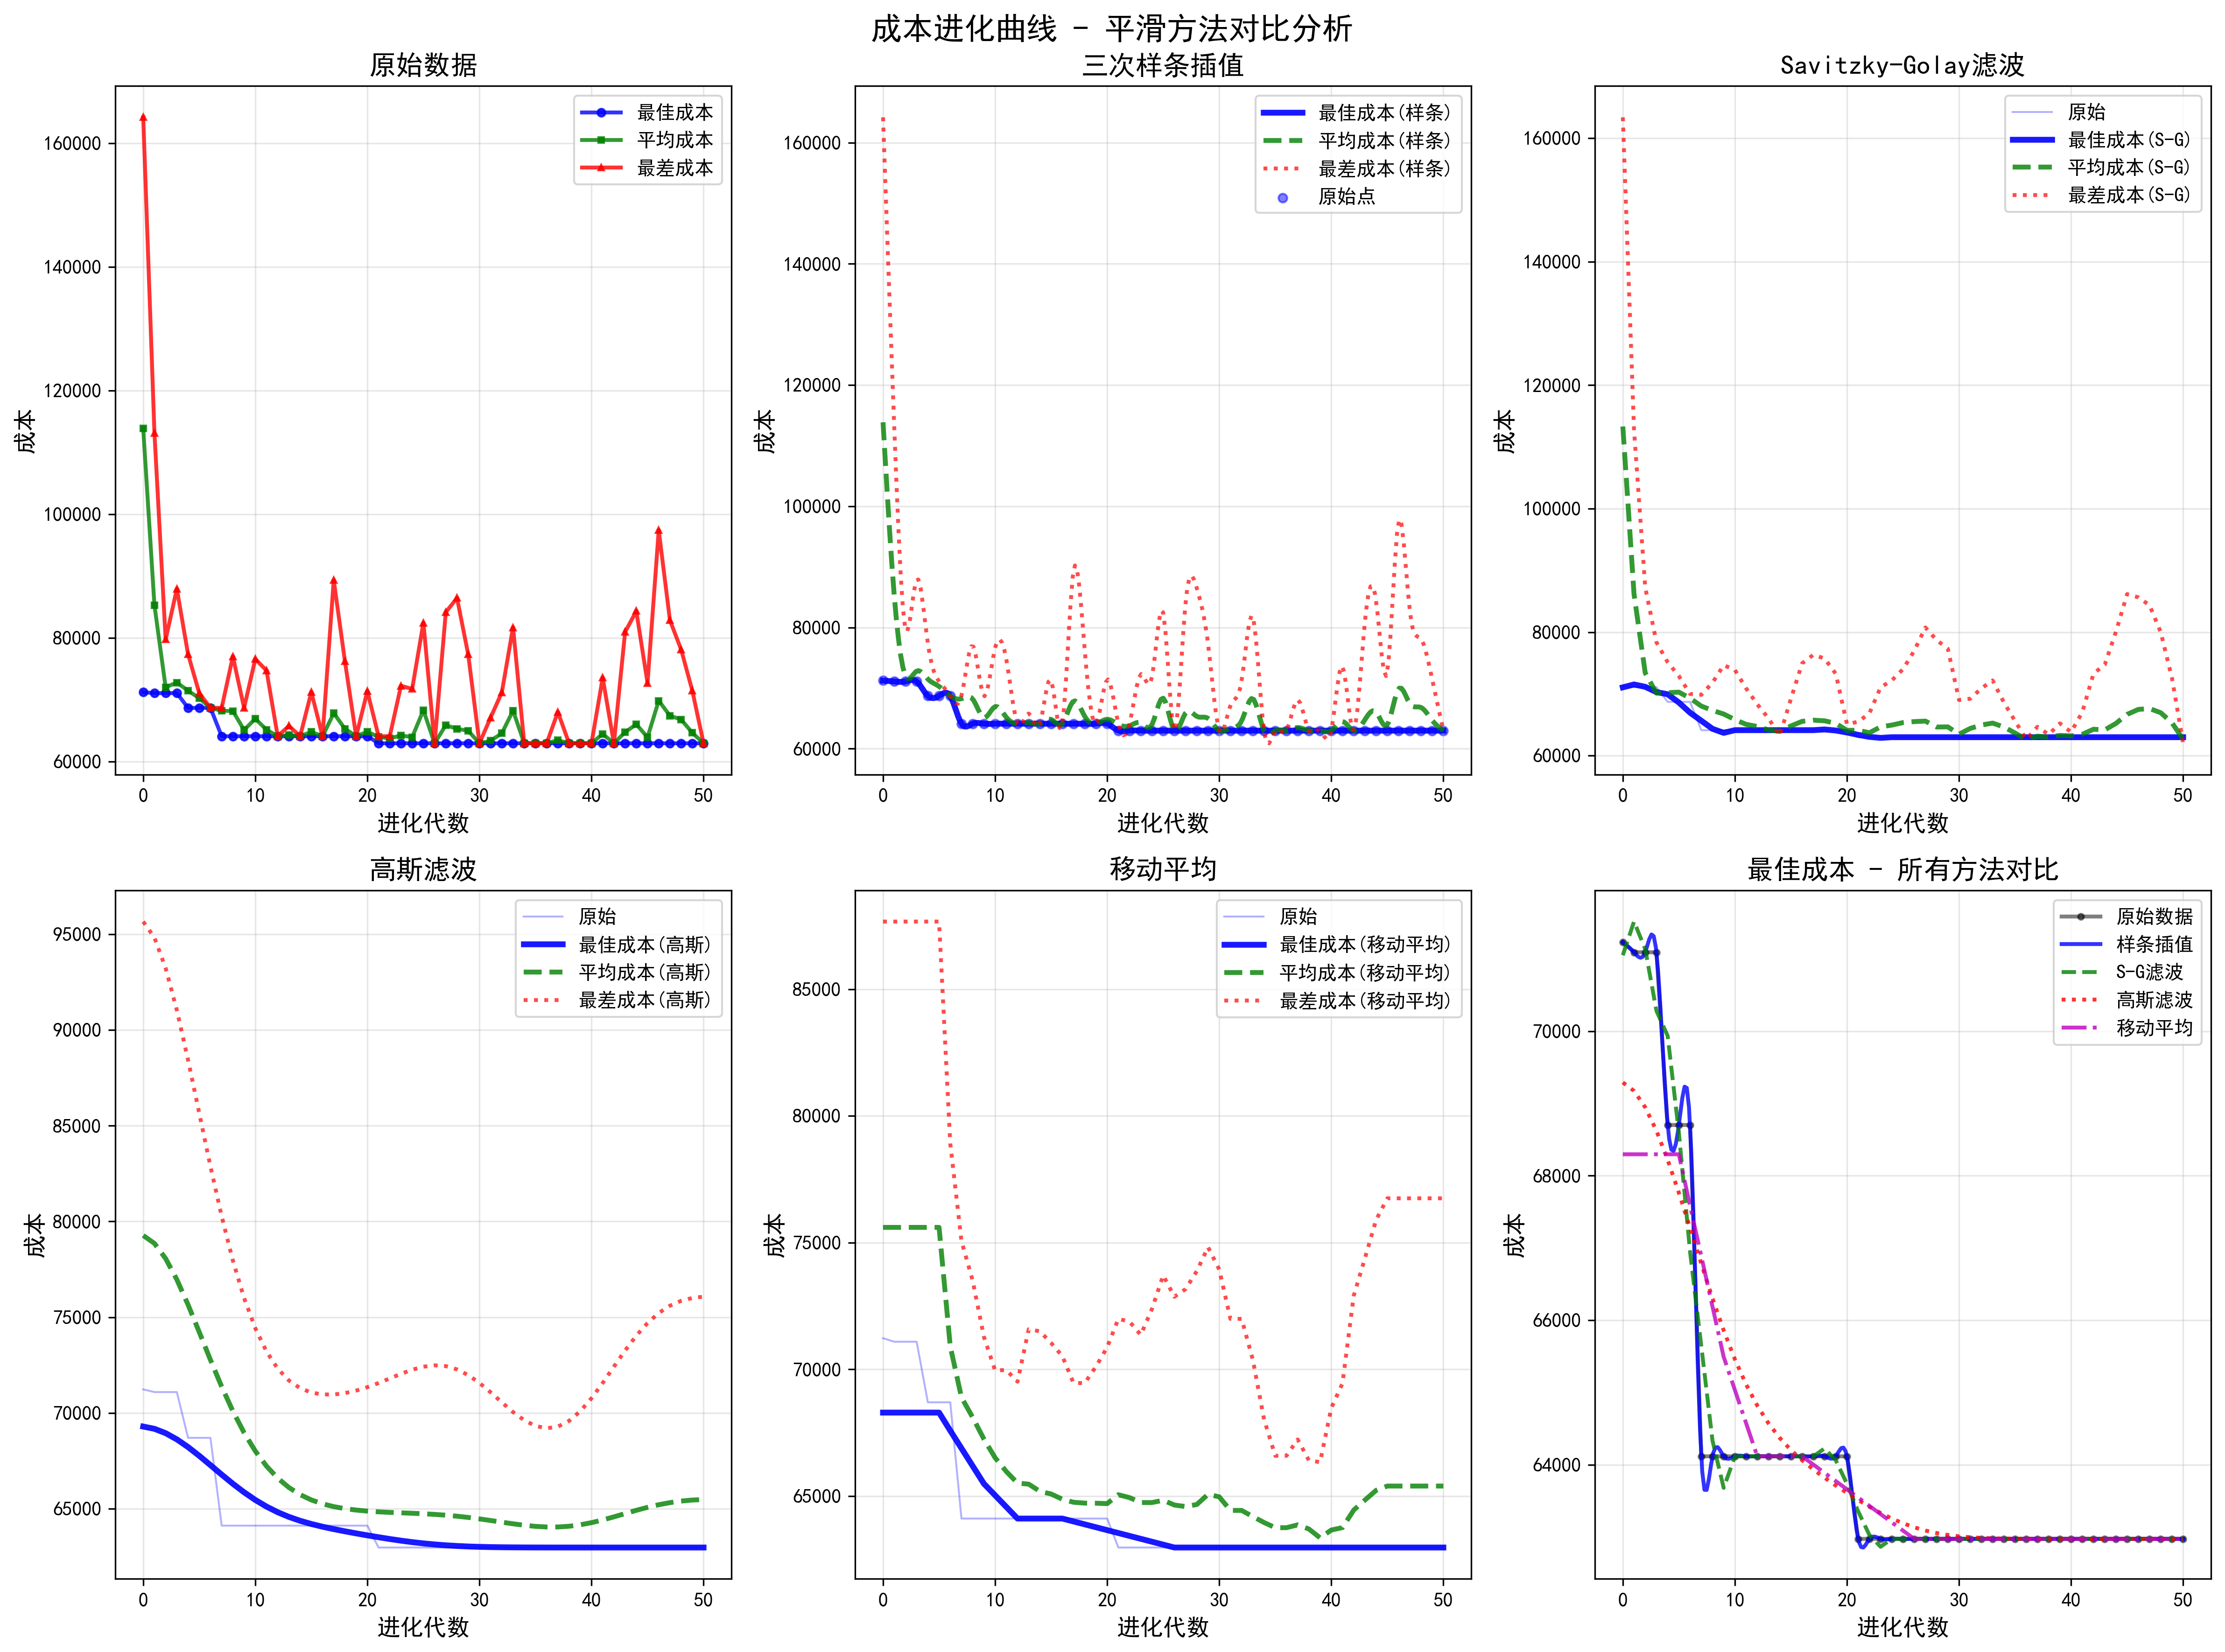 成本进化曲线 - 平滑方法对比分析
原始数据
最佳成本
平均成本
最差成本
160000
140000
120000
100000
80000
60000
成本
0 10 20 30 40 50
进化代数
三次样条插值
最佳成本(样条)
平均成本(样条)
最差成本(样条)
原始点
160000
140000
120000
100000
80000
60000
成本
0 10 20 30 40 50
进化代数
Savitzky-Golay滤波
原始
最佳成本(S-G)
平均成本(S-G)
最差成本(S-G)
160000
140000
120000
100000
80000
60000
成本
0 10 20 30 40 50
进化代数
高斯滤波
原始
最佳成本(高斯)
平均成本(高斯)
最差成本(高斯)
95000
90000
85000
80000
75000
70000
65000
成本
0 10 20 30 40 50
进化代数
移动平均
原始
最佳成本(移动平均)
平均成本(移动平均)
最差成本(移动平均)
85000
80000
75000
70000
65000
成本
0 10 20 30 40 50
进化代数
最佳成本 - 所有方法对比
原始数据
样条插值
S-G滤波
高斯滤波
移动平均
70000
68000
66000
64000
成本
0 10 20 30 40 50
进化代数